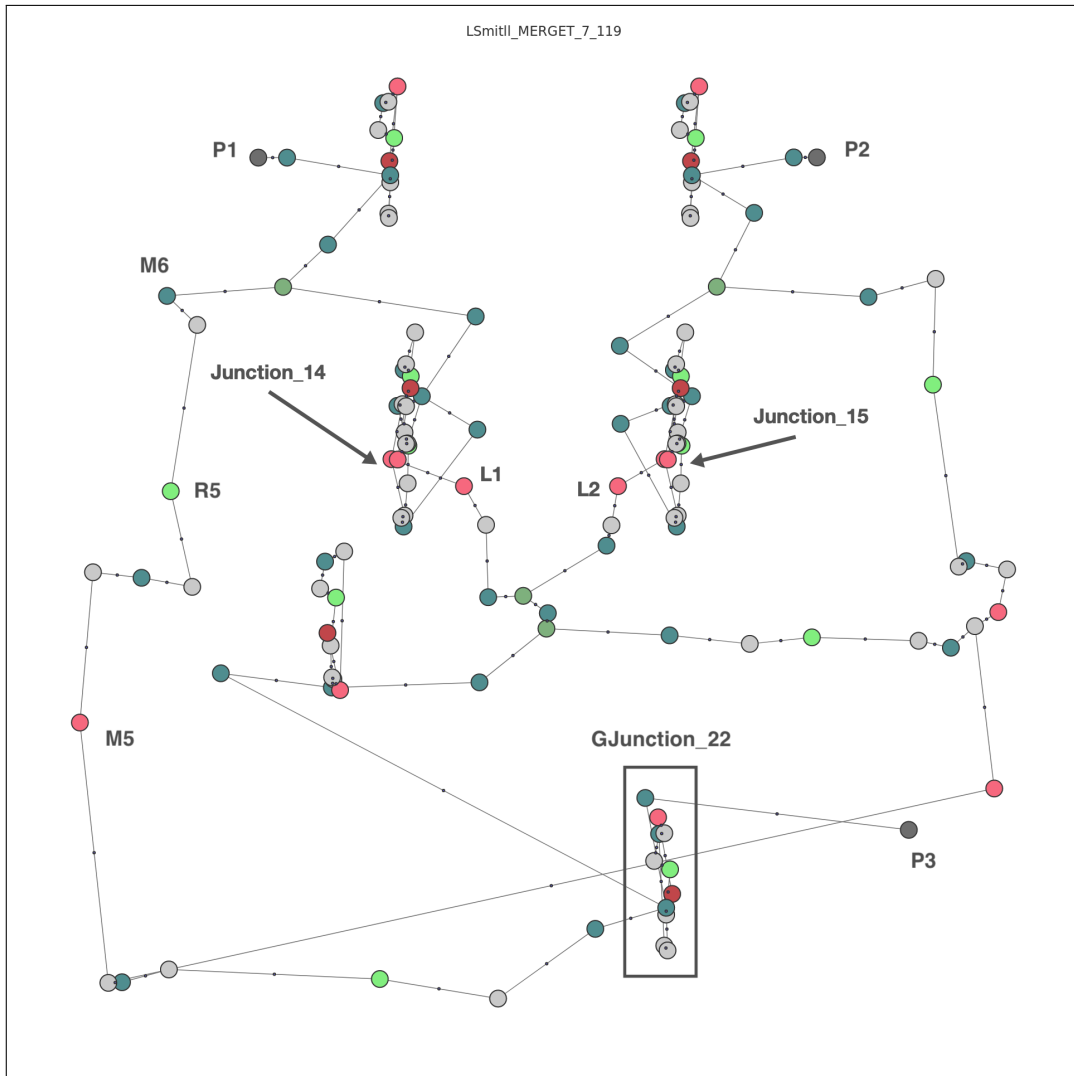 LSmitll_MERGET_7_119
P1
P2
M6
Junction_14
Junction_15
L1
L2
R5
M5
GJunction_22
P3